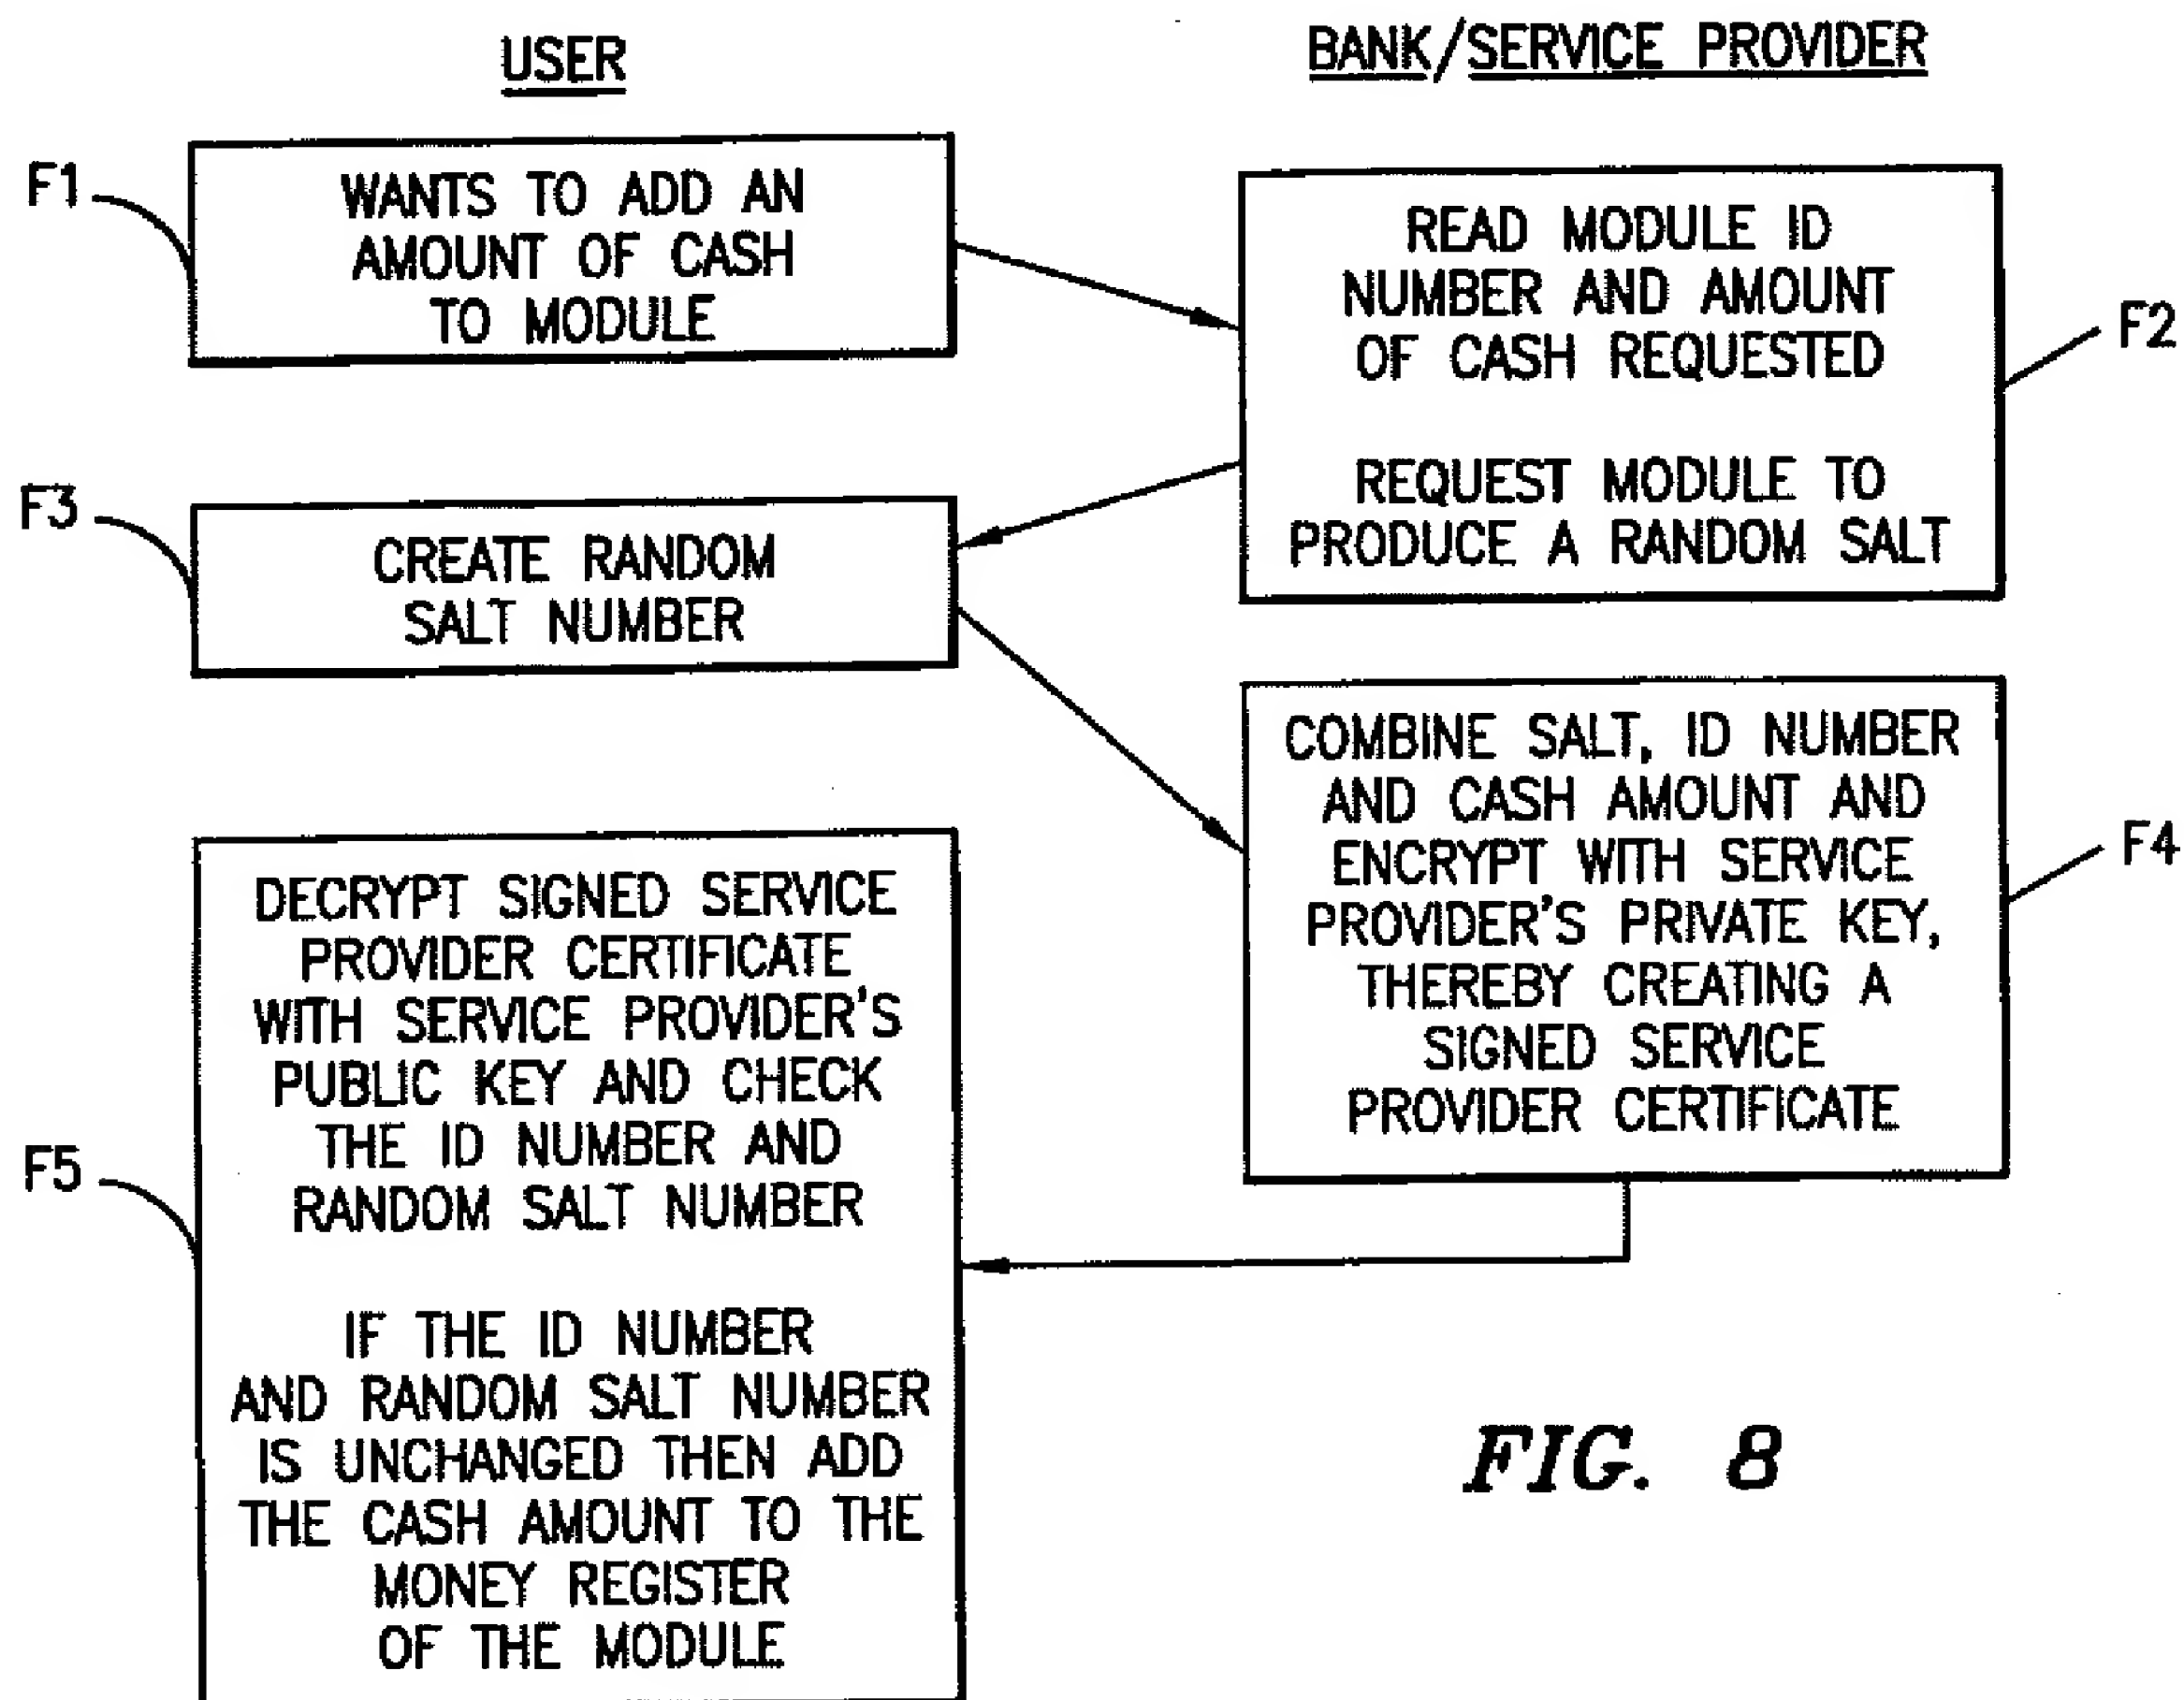 USER
BANK/SERVICE PROVIDER
F1
WANTS TO ADD AN
AMOUNT OF CASH
TO MODULE
READ MODULE ID
NUMBER AND AMOUNT
OF CASH REQUESTED
REQUEST MODULE TO
PRODUCE A RANDOM SALT
F2
F3
CREATE RANDOM
SALT NUMBER
COMBINE SALT, ID NUMBER
AND CASH AMOUNT AND
ENCRYPT WITH SERVICE
PROVIDER'S PRIVATE KEY,
THEREBY CREATING A
SIGNED SERVICE
PROVIDER CERTIFICATE
F4
F5
DECRYPT SIGNED SERVICE
PROVIDER CERTIFICATE
WITH SERVICE PROVIDER'S
PUBLIC KEY AND CHECK
THE ID NUMBER AND
RANDOM SALT NUMBER
IF THE ID NUMBER
AND RANDOM SALT NUMBER
IS UNCHANGED THEN ADD
THE CASH AMOUNT TO THE
MONEY REGISTER
OF THE MODULE
FIG. 8